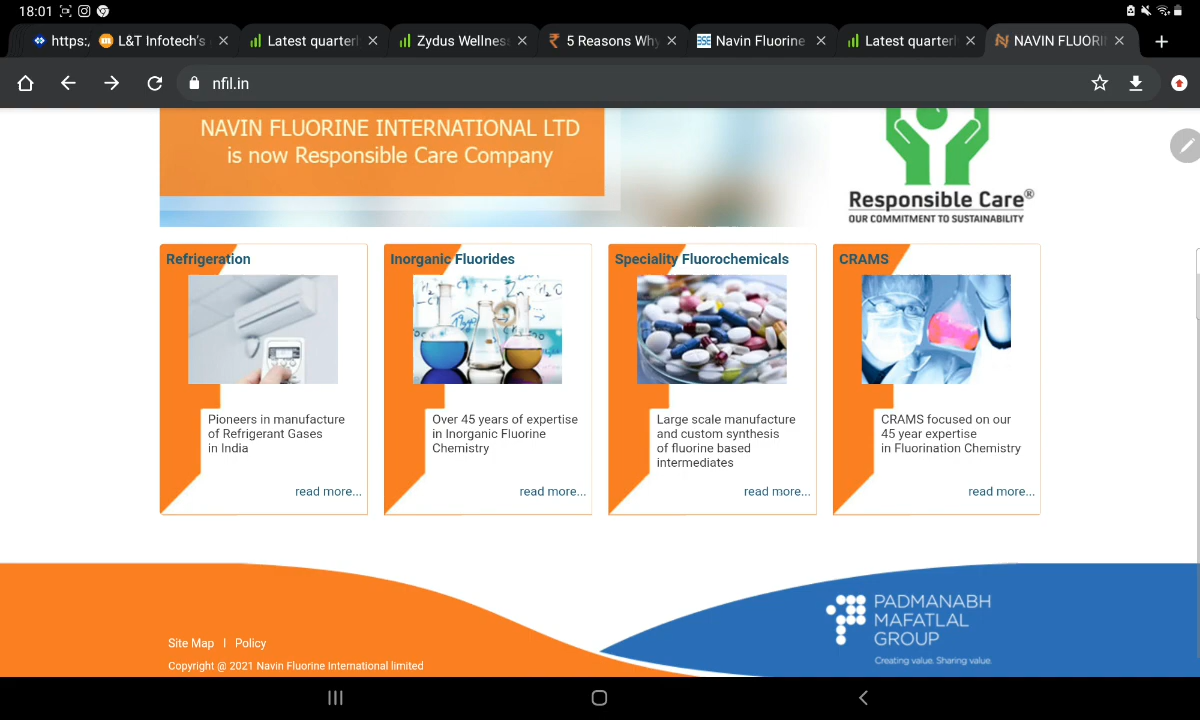 18:01
https:/
L&T Infotech's
Latest quarterl
Zydus Wellness
5 Reasons Why
Navin Fluorine
Latest quarterl
NAVIN FLUORI
nfil.in
NAVIN FLUORINE INTERNATIONAL LTD
is now Responsible Care Company
Responsible Care®
OUR COMMITMENT TO SUSTAINABILITY
Refrigeration
Pioneers in manufacture
of Refrigerant Gases
in India
read more...
Inorganic Fluorides
Over 45 years of expertise
in Inorganic Fluorine
Chemistry
read more...
Speciality Fluorochemicals
Large scale manufacture
and custom synthesis
of fluorine based
intermediates
read more...
CRAMS
CRAMS focused on our
45 year expertise
in Fluorination Chemistry
read more...
PADMANABH
MAFATLAL
GROUP
Creating value. Sharing value.
Site Map | Policy
Copyright @ 2021 Navin Fluorine International limited